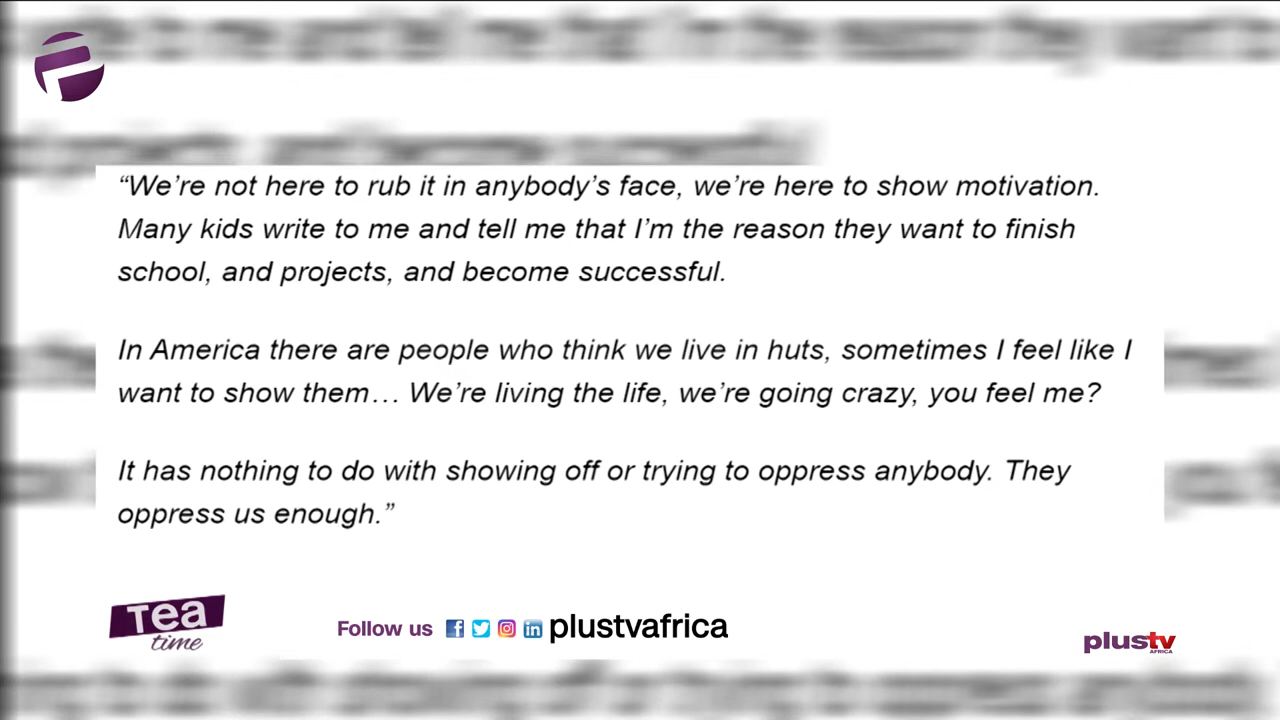 “We’re not here to rub it in anybody’s face, we’re here to show motivation.
Many kids write to me and tell me that I’m the reason they want to finish
school, and projects, and become successful.
In America there are people who think we live in huts, sometimes I feel like I
want to show them… We’re living the life, we’re going crazy, you feel me?
It has nothing to do with showing off or trying to oppress anybody. They
oppress us enough.”
Tea
time
Follow us plustvafrica
plustv
AFRICA